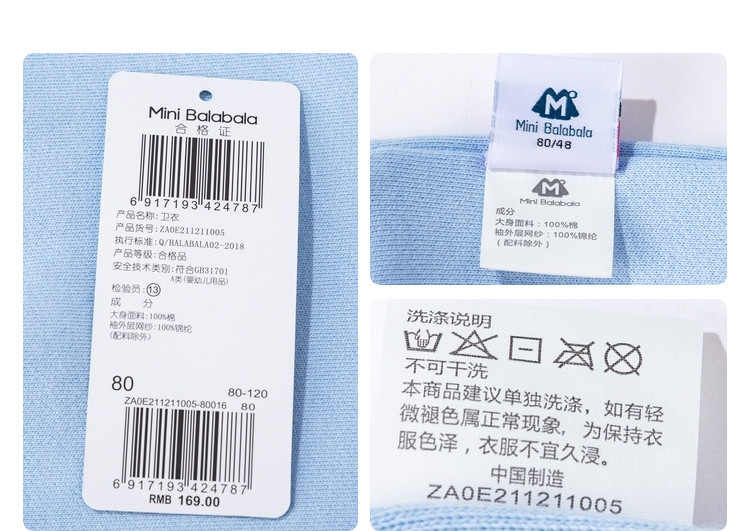 Mini Balabala
合格证
6 917193 424787
产品名称:卫衣
产品货号:ZA0E211211005
执行标准:Q/BALABALA02-2018
产品等级:合格品
安全技术类别:符合GB31701
A类(婴幼儿用品)
检验员:13
成 分
大身面料:100%棉
袖外层网纱:100%锦纶
(配料除外)
80
80-120
ZA0E211211005-80016 80
6 917193 424787
RMB 169.00
M
Mini Balabala
80/48
M
Mini Balabala
成分
大身面料：100%棉
袖外层网纱：100%锦纶
（配料除外）
洗涤说明
不可干洗
本商品建议单独洗涤，如有轻
微褪色属正常现象，为保持衣
服色泽，衣服不宜久浸。
中国制造
ZA0E211211005